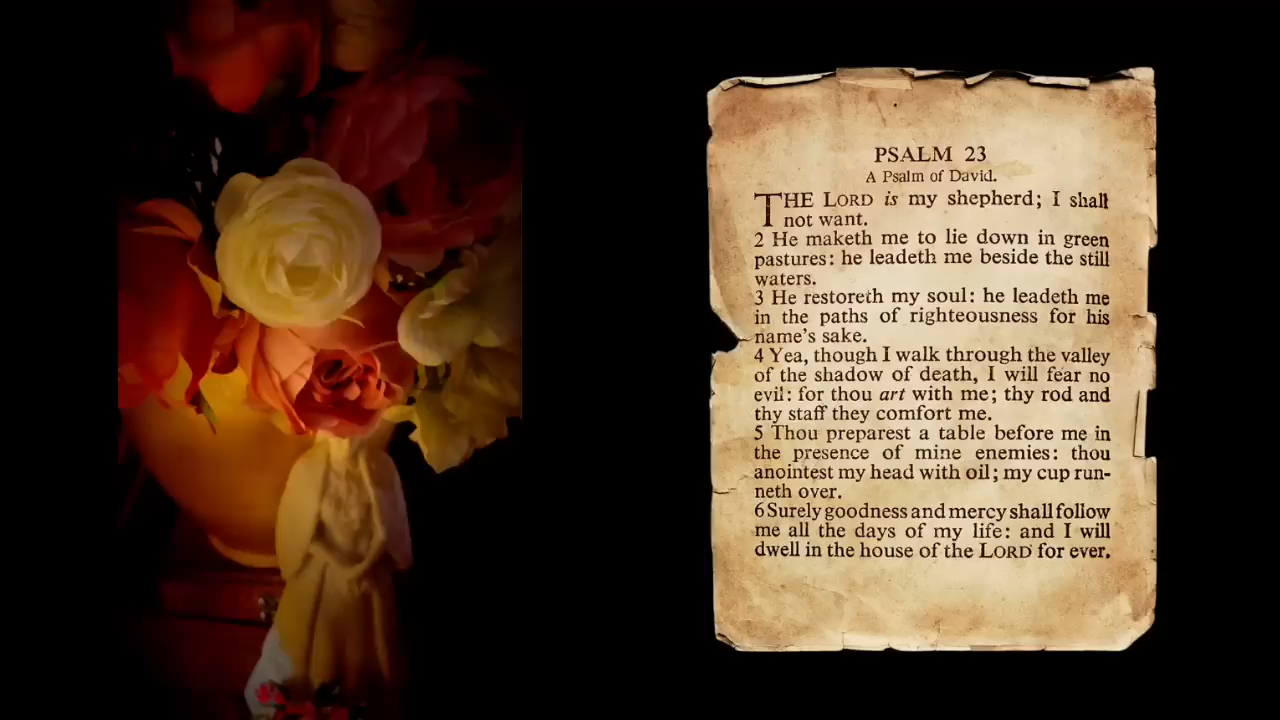 PSALM 23
A Psalm of David.
THE LORD is my shepherd; I shall
not want.
2 He maketh me to lie down in green
pastures: he leadeth me beside the still
waters.
3 He restoreth my soul: he leadeth me
in the paths of righteousness for his
name's sake.
4 Yea, though I walk through the valley
of the shadow of death, I will fear no
evil: for thou art with me; thy rod and
thy staff they comfort me.
5 Thou preparest a table before me in
the presence of mine enemies: thou
anointest my head with oil; my cup run-
neth over.
6 Surely goodness and mercy shall follow
me all the days of my life: and I will
dwell in the house of the LORD for ever.